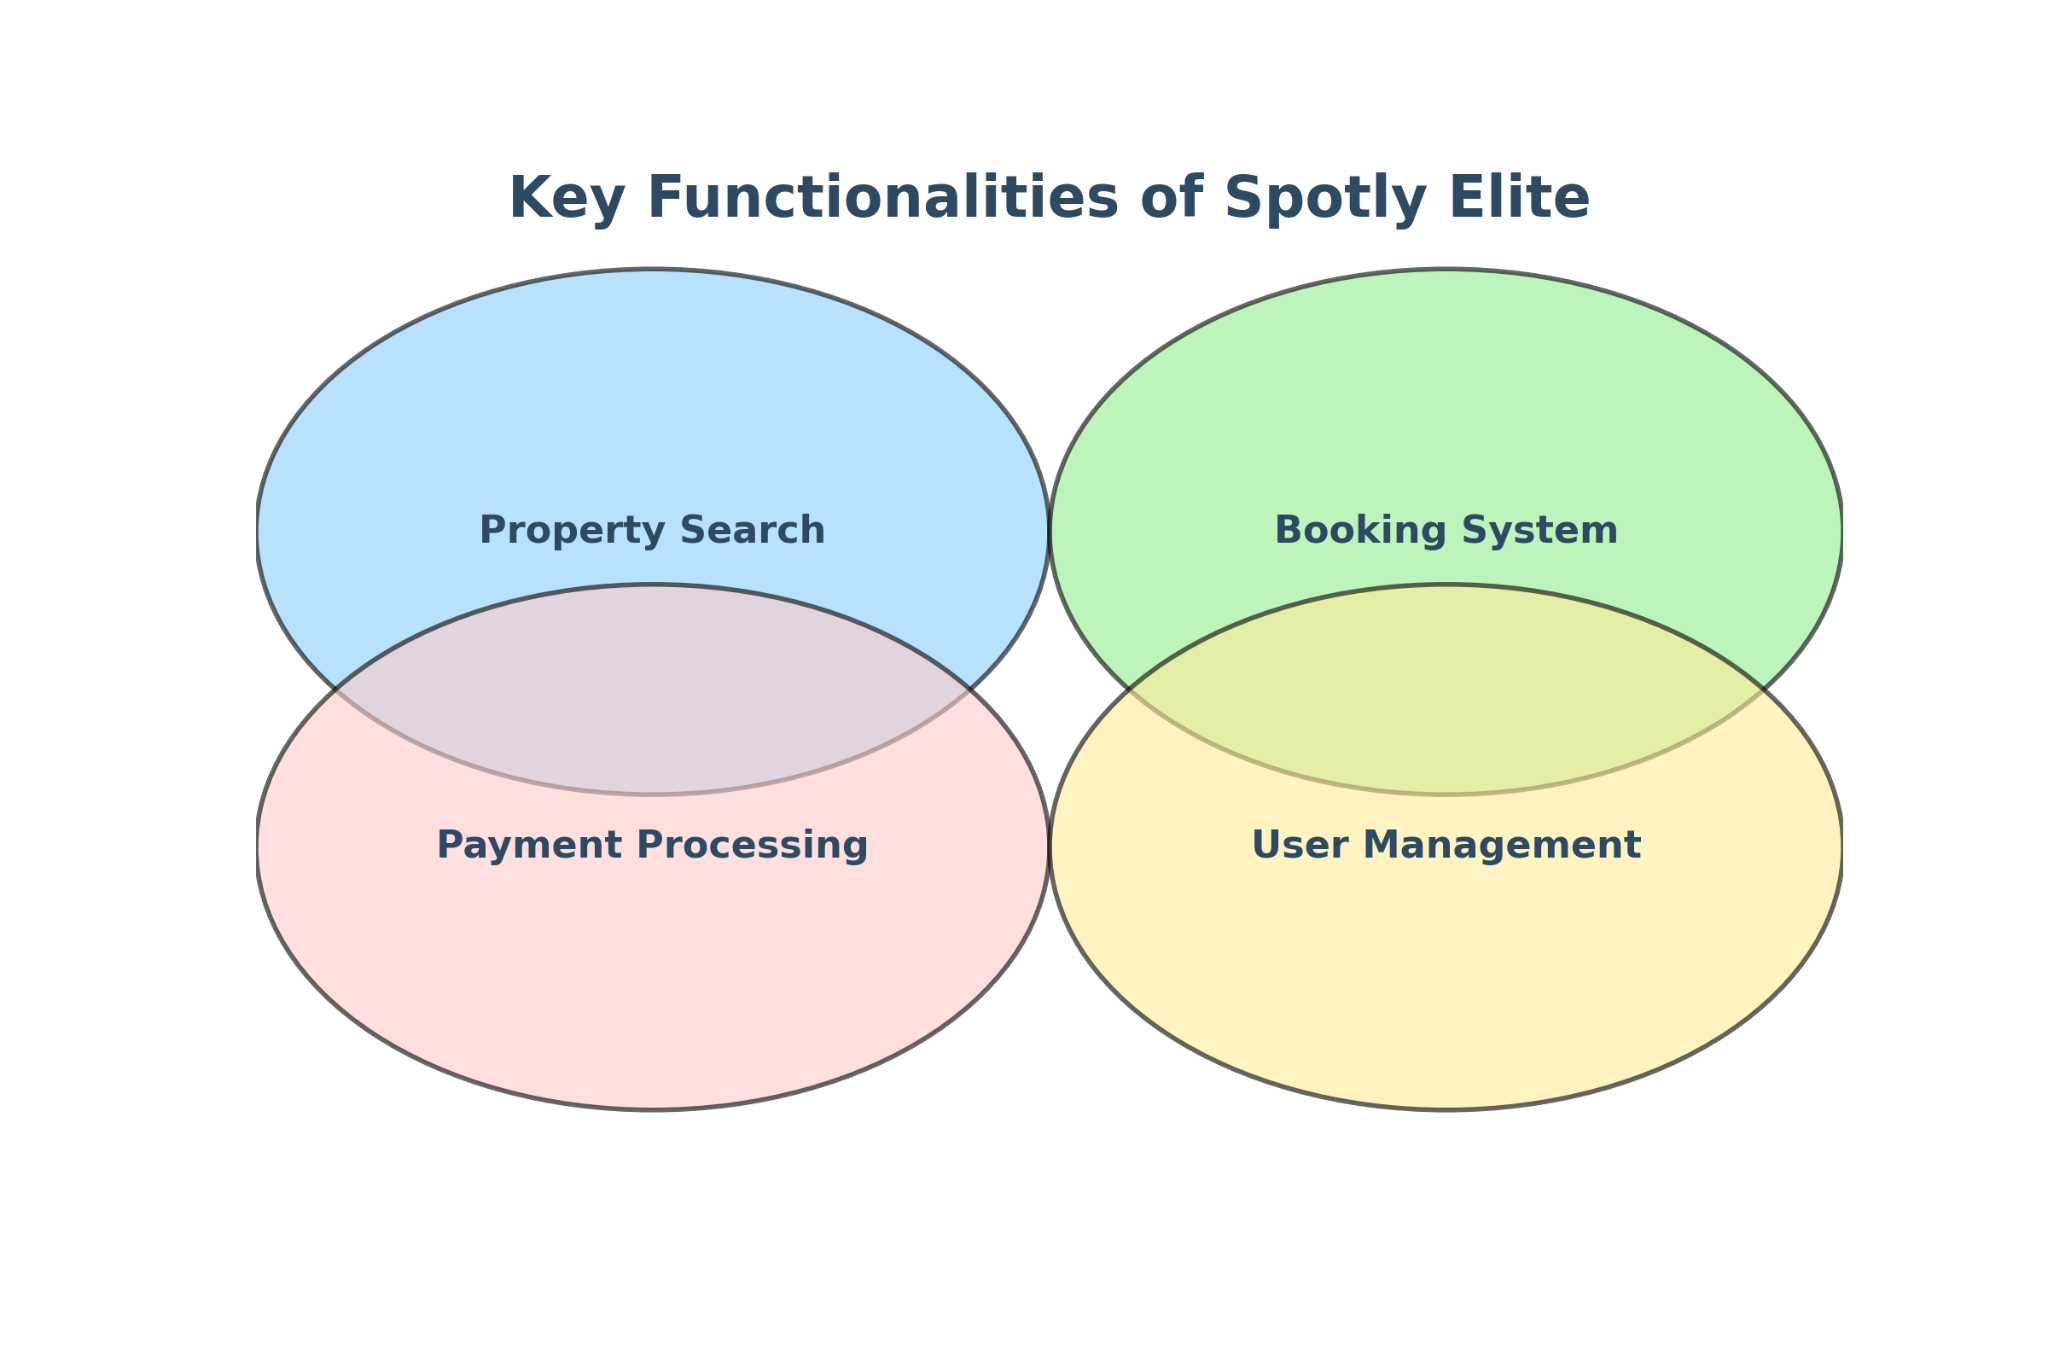 Key Functionalities of Spotly Elite
Property Search
Booking System
Payment Processing
User Management